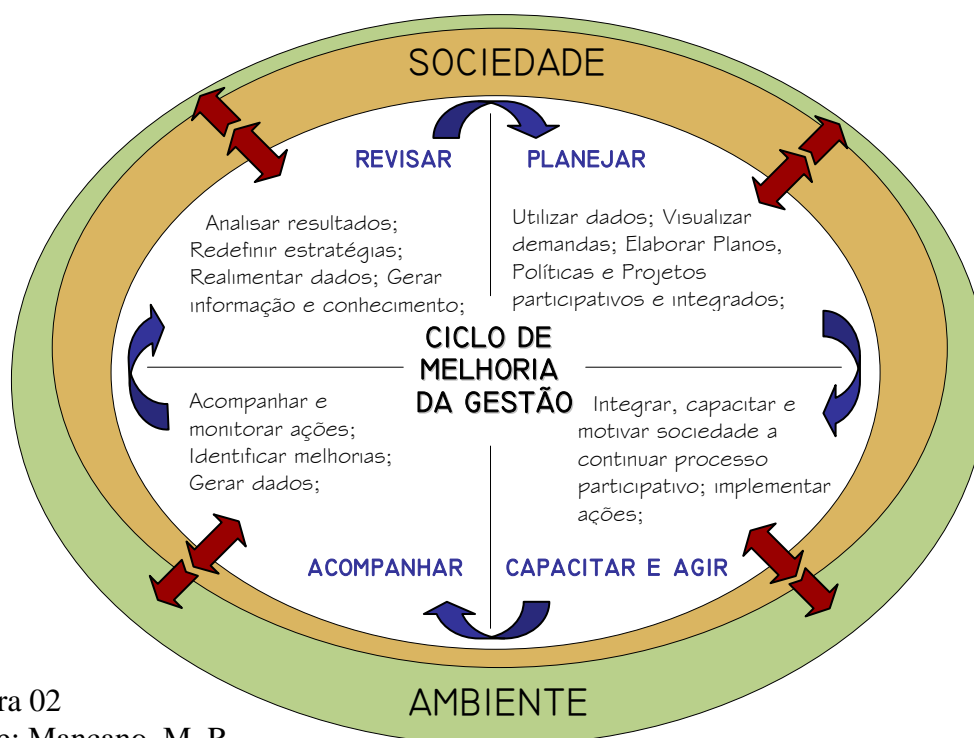 SOCIEDADE
REVISAR
Analisar resultados;
Redefinir estratégias;
Realimentar dados; Gerar
informação e conhecimento;
PLANEJAR
Utilizar dados; Visualizar
demandas; Elaborar Planos,
Políticas e Projetos
participativos e integrados;
CICLO DE
MELHORIA
DA GESTÃO
Integrar, capacitar e
motivar sociedade a
continuar processo
participativo; implementar
ações;
CAPACITAR E AGIR
Acompanhar e
monitorar ações;
Identificar melhorias;
Gerar dados;
ACOMPANHAR
AMBIENTE
ra 02
Mancano, M. R.